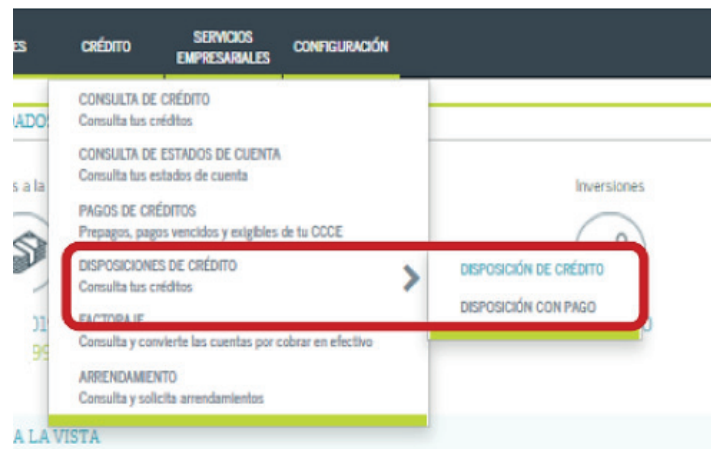 CRÉDITO
SERVICIOS
EMPRESARIALES
CONFIGURACIÓN
CONSULTA DE CRÉDITO
Consulta tus créditos
CONSULTA DE ESTADOS DE CUENTA
Consulta tus estados de cuenta
s a la
Inversiones
PAGOS DE CRÉDITOS
Prepagos, pagos vencidos y exigibles de tu CCCE
DISPOSICIONES DE CRÉDITO
Consulta tus créditos
DISPOSICIÓN DE CRÉDITO
DISPOSICIÓN CON PAGO
FACTORAJE
Consulta y convierte las cuentas por cobrar en efectivo
ARRENDAMIENTO
Consulta y solicita arrendamientos
A LA VISTA